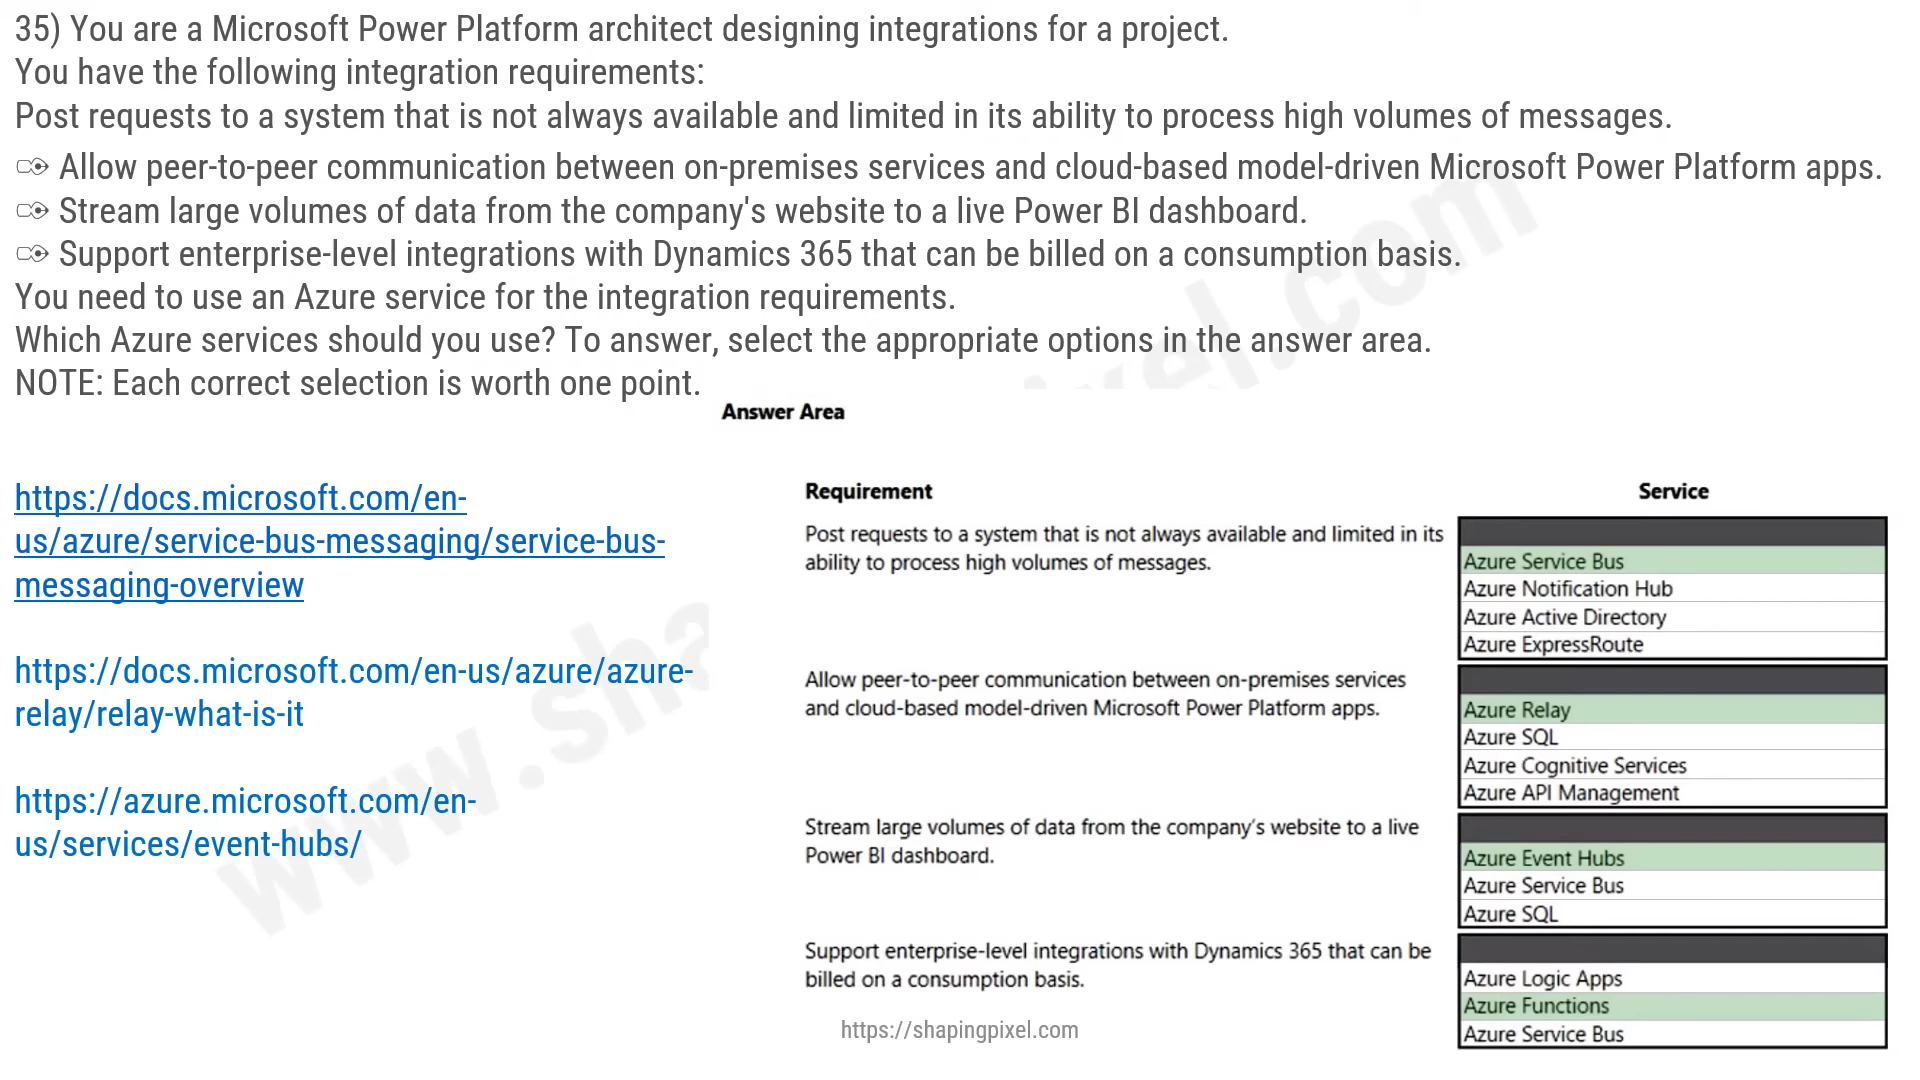 35) You are a Microsoft Power Platform architect designing integrations for a project.
You have the following integration requirements:
Post requests to a system that is not always available and limited in its ability to process high volumes of messages.
Allow peer-to-peer communication between on-premises services and cloud-based model-driven Microsoft Power Platform apps.
Stream large volumes of data from the company's website to a live Power BI dashboard.
Support enterprise-level integrations with Dynamics 365 that can be billed on a consumption basis.
You need to use an Azure service for the integration requirements.
Which Azure services should you use? To answer, select the appropriate options in the answer area.
NOTE: Each correct selection is worth one point.
https://docs.microsoft.com/en-
us/azure/service-bus-messaging/service-bus-
messaging-overview
https://docs.microsoft.com/en-us/azure/azure-
relay/relay-what-is-it
https://azure.microsoft.com/en-
us/services/event-hubs/
Answer Area
Requirement
Service
Post requests to a system that is not always available and limited in its
ability to process high volumes of messages.
Azure Service Bus
Azure Notification Hub
Azure Active Directory
Azure ExpressRoute
Allow peer-to-peer communication between on-premises services
and cloud-based model-driven Microsoft Power Platform apps.
Azure Relay
Azure SQL
Azure Cognitive Services
Azure API Management
Stream large volumes of data from the company's website to a live
Power BI dashboard.
Azure Event Hubs
Azure Service Bus
Azure SQL
Support enterprise-level integrations with Dynamics 365 that can be
billed on a consumption basis.
Azure Logic Apps
Azure Functions
Azure Service Bus
https://shapingpixel.com